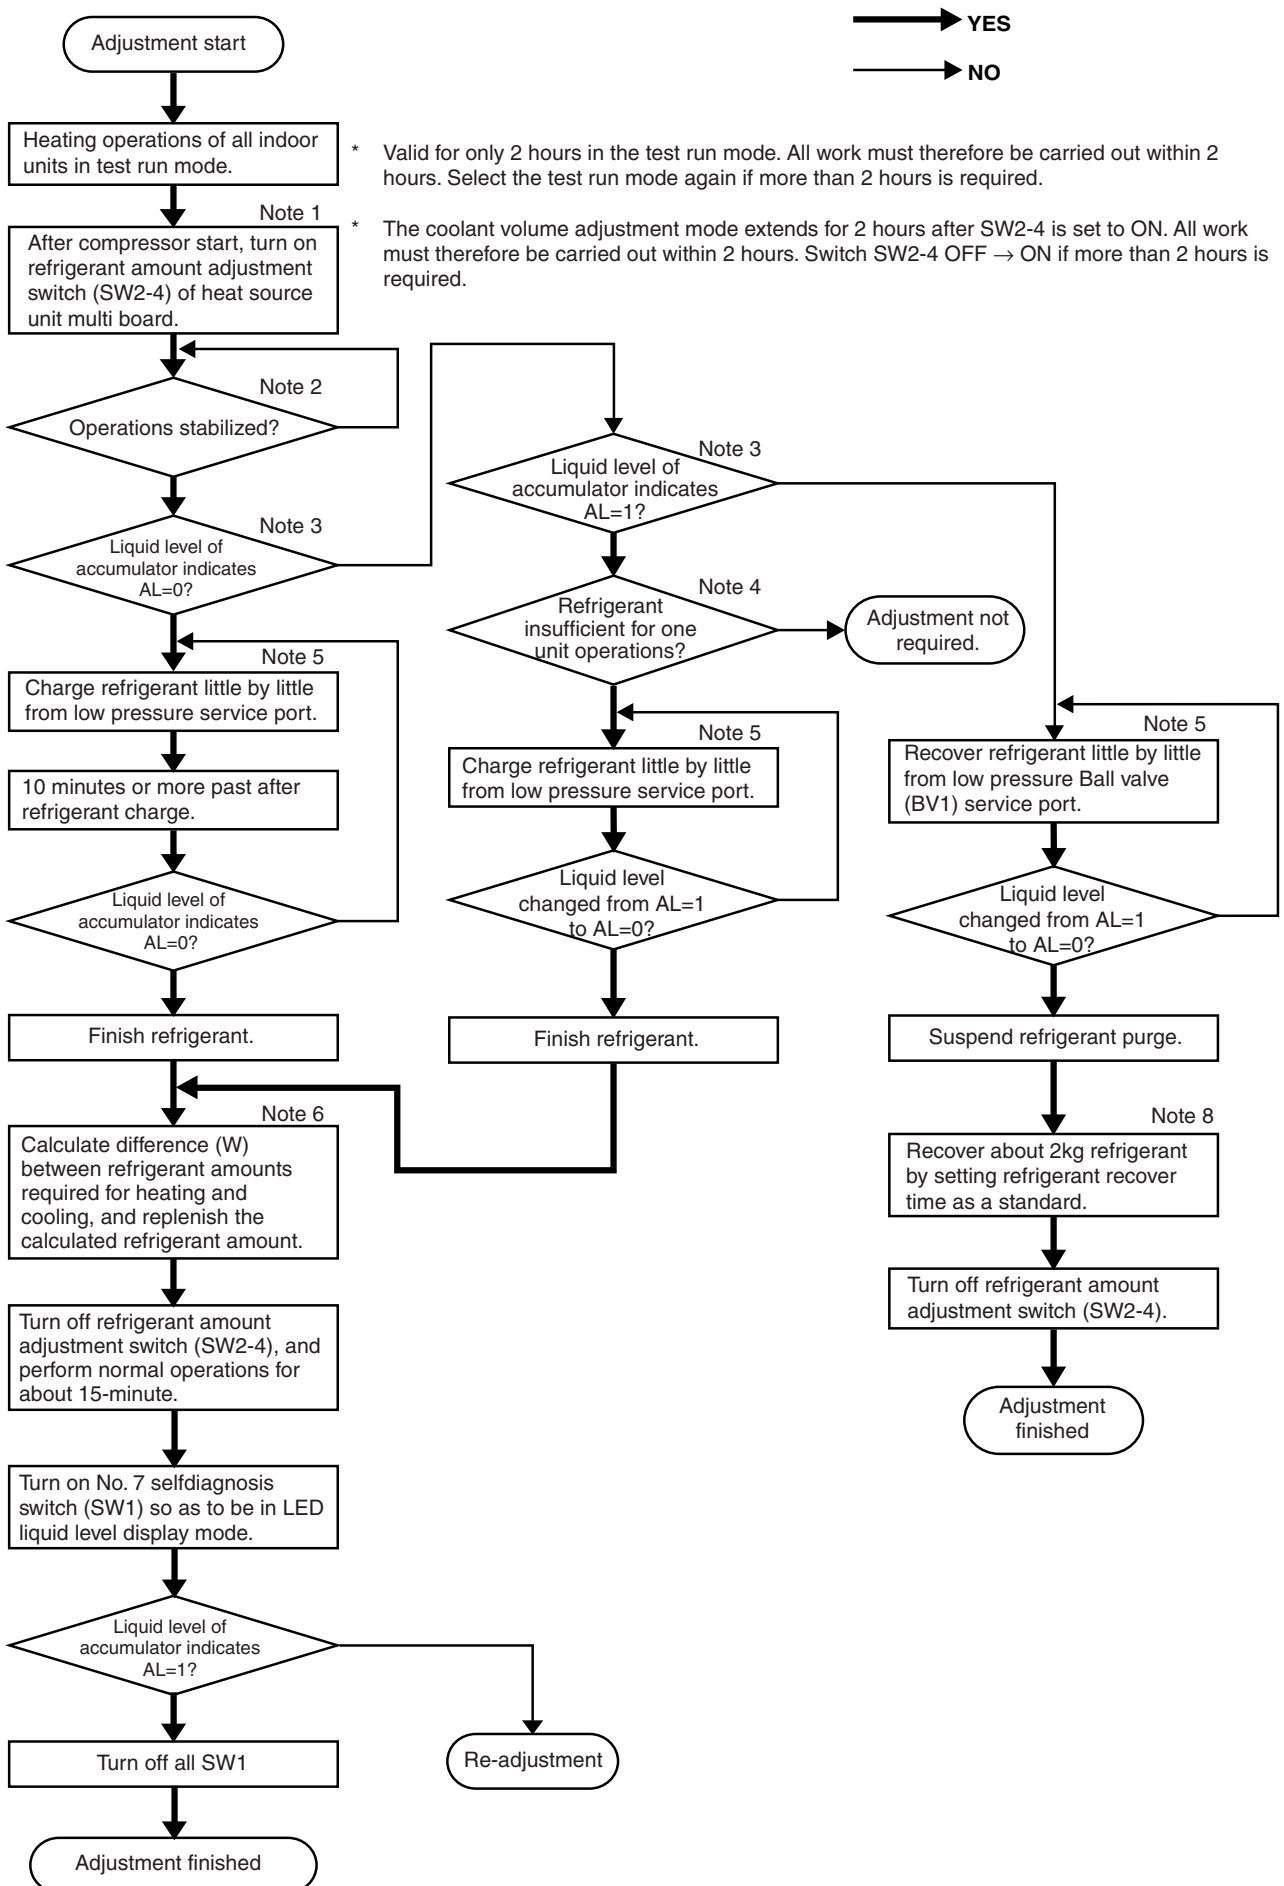 Adjustment start
YES
NO
Heating operations of all indoor
units in test run mode.
* Valid for only 2 hours in the test run mode. All work must therefore be carried out within 2
hours. Select the test run mode again if more than 2 hours is required.
Note 1
* The coolant volume adjustment mode extends for 2 hours after SW2-4 is set to ON. All work
must therefore be carried out within 2 hours. Switch SW2-4 OFF → ON if more than 2 hours is
required.
After compressor start, turn on
refrigerant amount adjustment
switch (SW2-4) of heat source
unit multi board.
Note 2
Operations stabilized?
Note 3
Liquid level of
accumulator indicates
AL=0?
Note 5
Charge refrigerant little by little
from low pressure service port.
10 minutes or more past after
refrigerant charge.
Liquid level of
accumulator indicates
AL=0?
Finish refrigerant.
Note 6
Calculate difference (W)
between refrigerant amounts
required for heating and
cooling, and replenish the
calculated refrigerant amount.
Turn off refrigerant amount
adjustment switch (SW2-4), and
perform normal operations for
about 15-minute.
Turn on No. 7 selfdiagnosis
switch (SW1) so as to be in LED
liquid level display mode.
Liquid level of
accumulator indicates
AL=1?
Turn off all SW1
Adjustment finished
Re-adjustment
Note 3
Liquid level of
accumulator indicates
AL=1?
Note 4
Refrigerant
insufficient for one
unit operations?
Adjustment not
required.
Note 5
Charge refrigerant little by little
from low pressure service port.
Liquid level
changed from AL=1
to AL=0?
Finish refrigerant.
Note 5
Recover refrigerant little by little
from low pressure Ball valve
(BV1) service port.
Liquid level
changed from AL=1
to AL=0?
Suspend refrigerant purge.
Note 8
Recover about 2kg refrigerant
by setting refrigerant recover
time as a standard.
Turn off refrigerant amount
adjustment switch (SW2-4).
Adjustment
finished